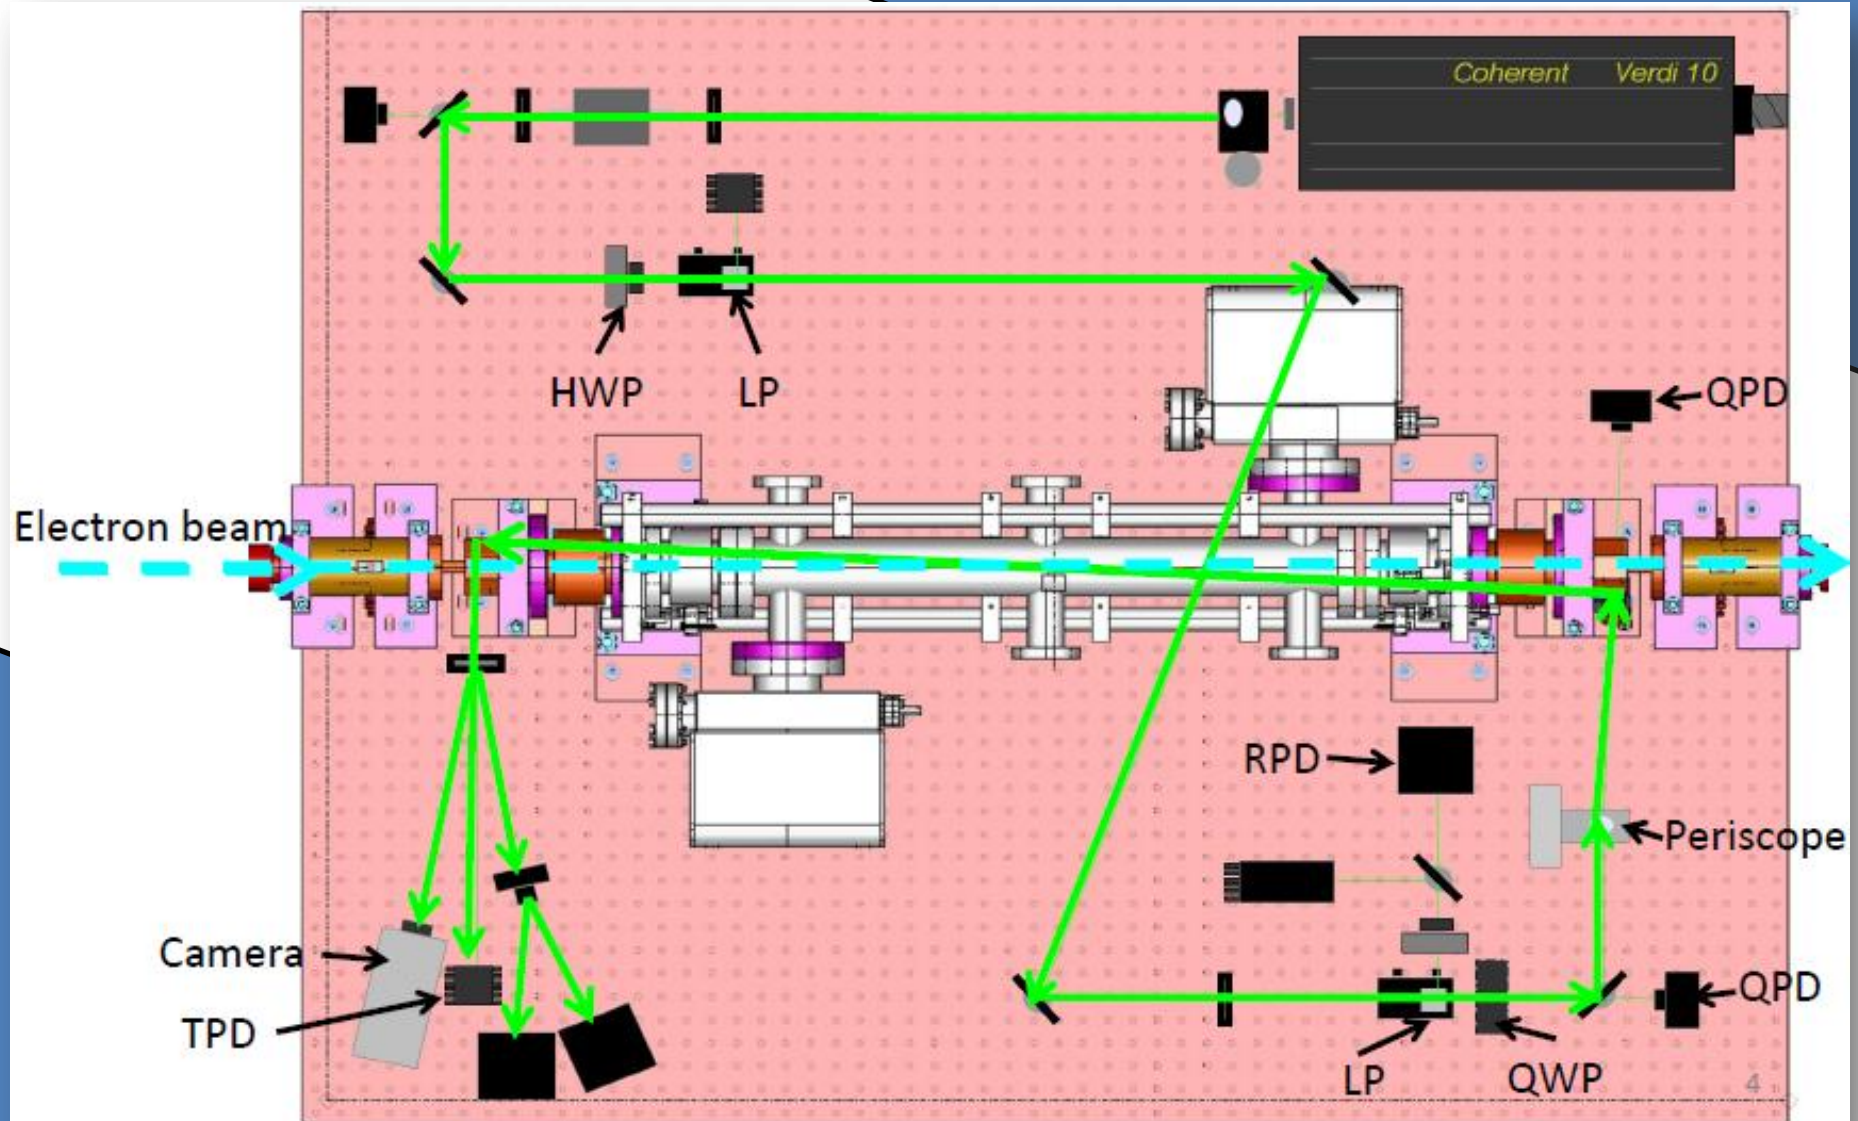 Coherent Verdi 10
HWP
LP
QPD
Electron beam
RPD
Periscope
Camera
QPD
TPD
LP
QWP
4